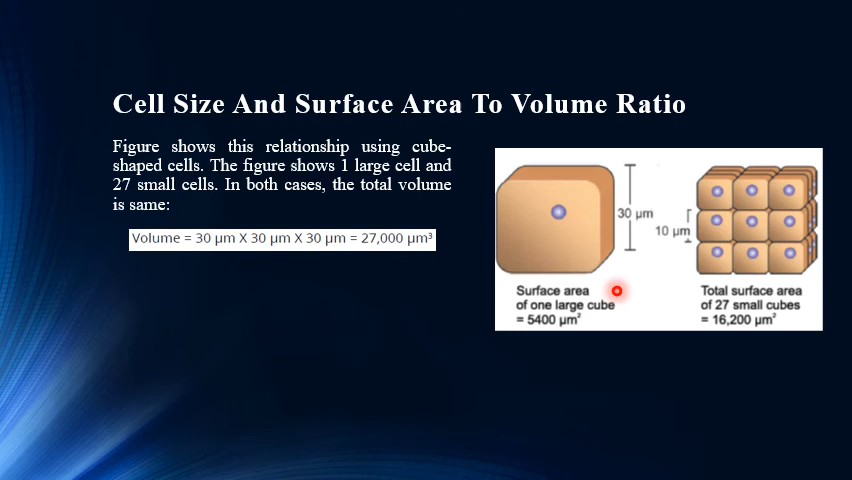 Cell Size And Surface Area To Volume Ratio
Figure shows this relationship using cube-
shaped cells. The figure shows 1 large cell and
27 small cells. In both cases, the total volume
is same:
Volume = 30 µm X 30 µm X 30 µm = 27,000 µm³
30 µm
10 µm
Surface area
of one large cube
= 5400 µm²
Total surface area
of 27 small cubes
= 16,200 µm²